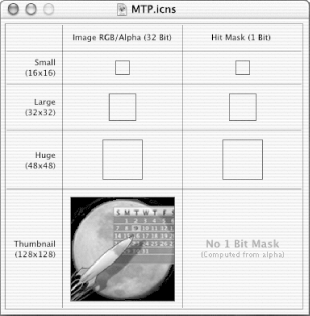 MTP.icns
Image RGB/Alpha (32 Bit)
Hit Mask (1 Bit)
Small
(16x16)
Large
(32x32)
Huge
(48x48)
Thumbnail
(128x128)
S M T W T F S
No 1 Bit Mask
(Computed from alpha)